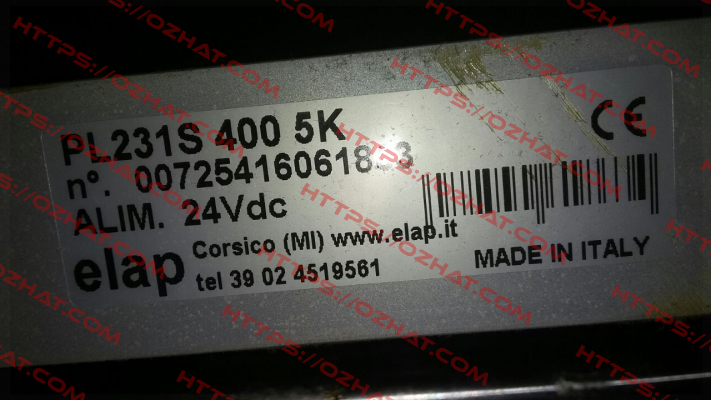 PL231S 400 5K
n°.
ALIM. 24Vdc
elap
Corsico (MI) www.elap.it
tel 39 02 4519561
CE
MADE IN ITALY
HTTPS://OZHAT.COM